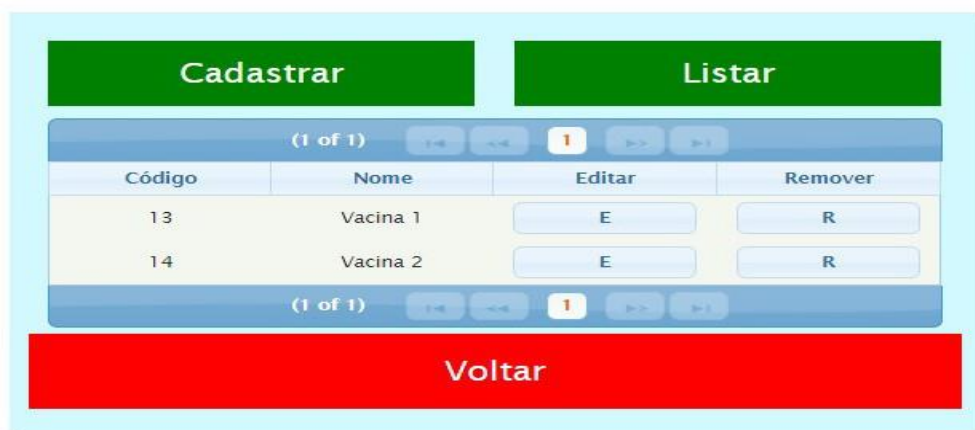 Cadastrar Listar
(1 of 1) 1
Código Nome Editar Remover
13 Vacina 1 E R
14 Vacina 2 E R
(1 of 1) 1
Voltar